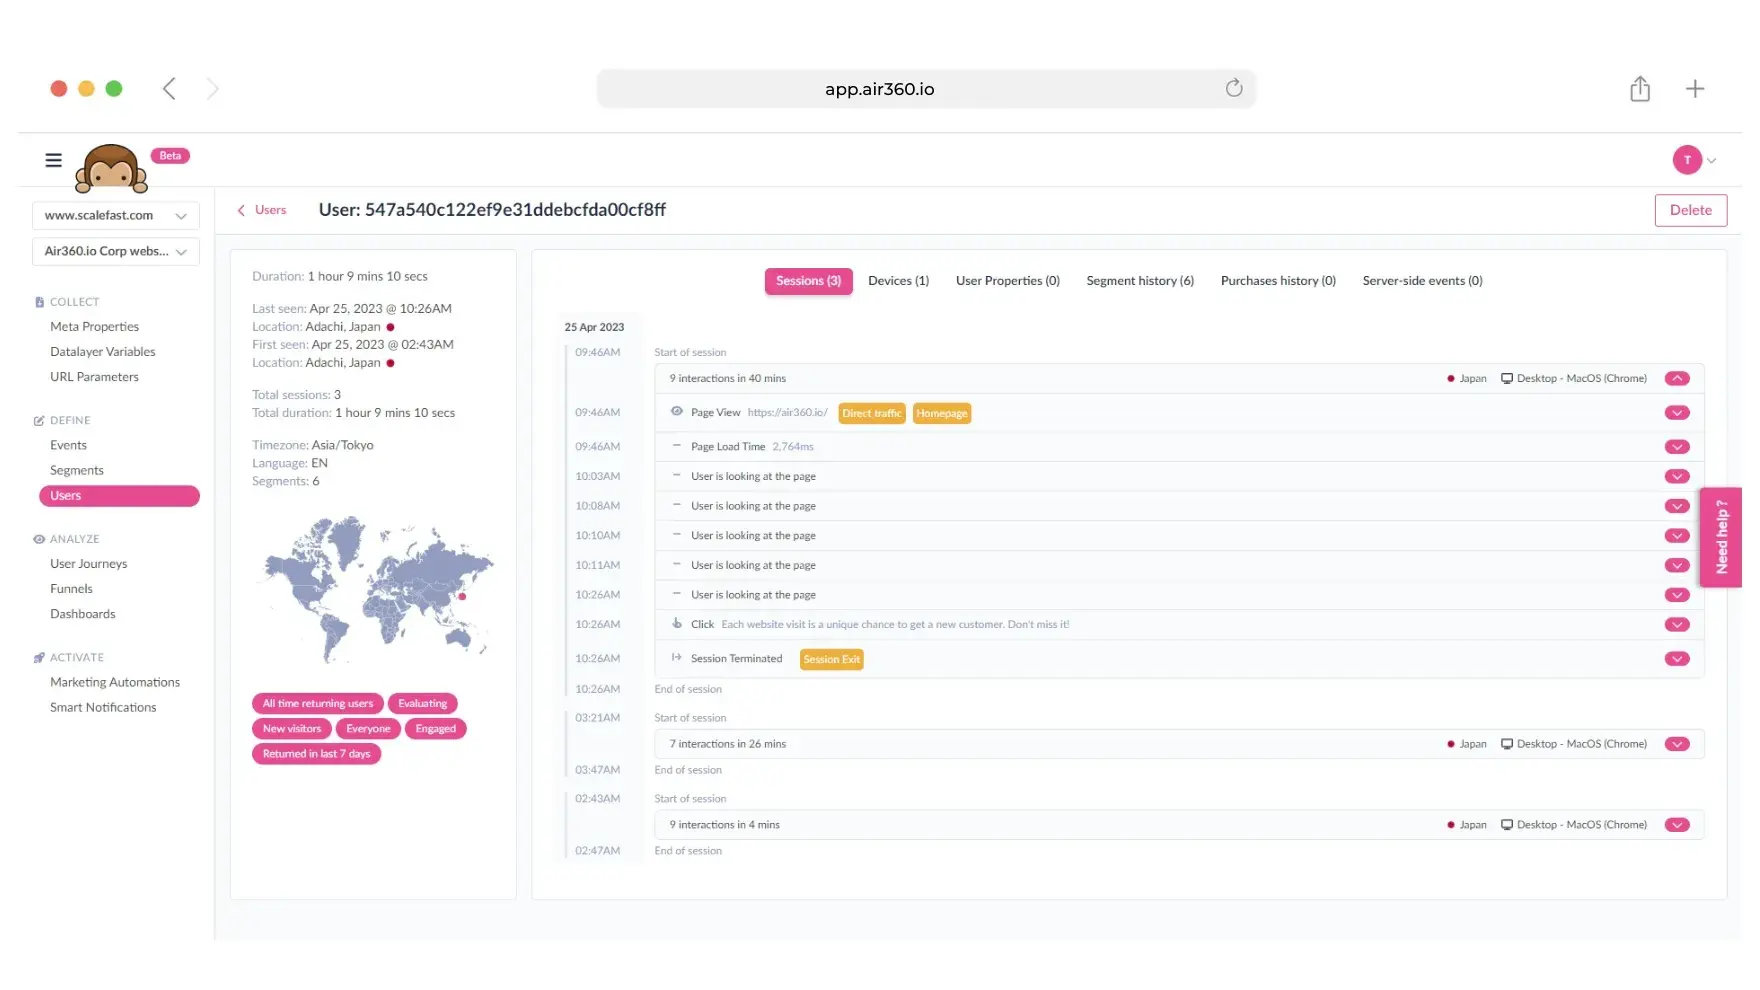 app.air360.io
Beta
T
www.scalefast.com
Air360.io Corp webs...
COLLECT
Meta Properties
Datalayer Variables
URL Parameters
DEFINE
Events
Segments
Users
ANALYZE
User Journeys
Funnels
Dashboards
ACTIVATE
Marketing Automations
Smart Notifications
Users
User: 547a540c122ef9e31ddebcfda00cf8ff
Delete
Duration: 1 hour 9 mins 10 secs
Last seen: Apr 25, 2023 @ 10:26AM
Location: Adachi, Japan
First seen: Apr 25, 2023 @ 02:43AM
Location: Adachi, Japan
Total sessions: 3
Total duration: 1 hour 9 mins 10 secs
Timezone: Asia/Tokyo
Language: EN
Segments: 6
All time returning users Evaluating
New visitors Everyone Engaged
Returned in last 7 days
Sessions (3) Devices (1) User Properties (0) Segment history (6) Purchases history (0) Server-side events (0)
25 Apr 2023
09:46AM Start of session
9 interactions in 40 mins Japan Desktop - MacOS (Chrome)
09:46AM Page View https://air360.io/ Direct traffic Homepage
09:46AM Page Load Time 2,764ms
10:03AM User is looking at the page
10:08AM User is looking at the page
10:10AM User is looking at the page
10:11AM User is looking at the page
10:26AM User is looking at the page
10:26AM Click Each website visit is a unique chance to get a new customer. Don't miss it!
10:26AM Session Terminated Session Exit
10:26AM End of session
03:21AM Start of session
7 interactions in 26 mins Japan Desktop - MacOS (Chrome)
03:47AM End of session
02:43AM Start of session
9 interactions in 4 mins Japan Desktop - MacOS (Chrome)
02:47AM End of session
Need help ?